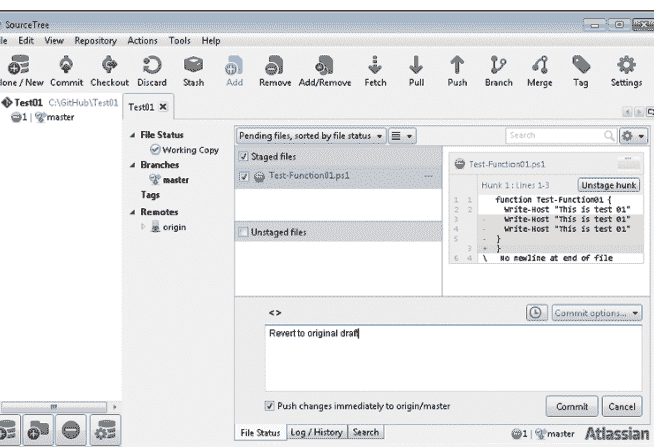 SourceTree
le Edit View Repository Actions Tools Help
lone / New Commit Checkout Discard Stash Add Remove Add/Remove Fetch Pull Push Branch Merge Tag Settings
Test01 C:\GitHub\Test01
1 master
Test01
File Status
Working Copy
Branches
master
Tags
Remotes
origin
Pending files, sorted by file status
Search
Staged files
Test-Function01.ps1 ...
Unstaged files
Test-Function01.ps1
Hunk 1 : Lines 1-3 Unstage hunk
1 1 function Test-Function01 {
2 2 Write-Host "This is test 01"
3 - Write-Host "This is test 01"
4 - Write-Host "This is test 01"
5 - }
3 + }
6 4 \ No newline at end of file
<> Commit options...
Revert to original draft
Push changes immediately to origin/master
Commit Cancel
File Status Log / History Search
1 master Atlassian